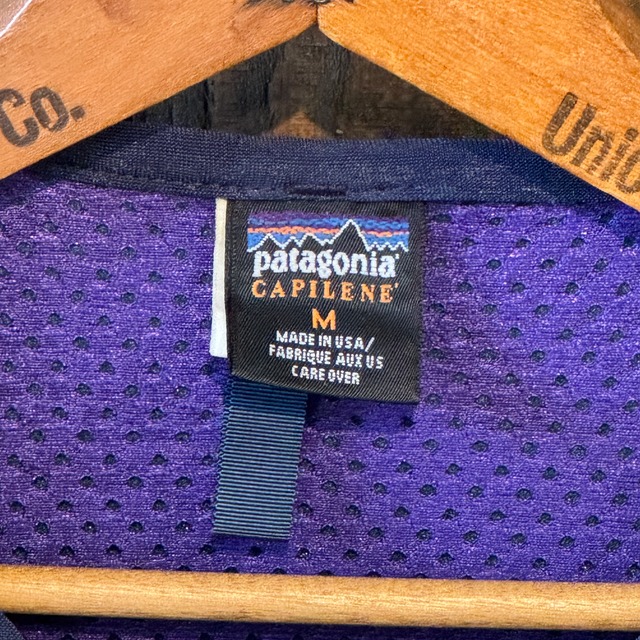 Co.
Unio
patagonia
CAPILENE
M
MADE IN USA/
FABRIQUE AUX US
CARE OVER